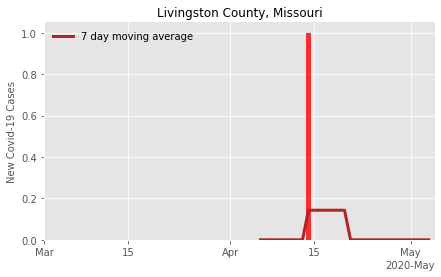 Livingston County, Missouri
7 day moving average
New Covid-19 Cases
1.0
0.8
0.6
0.4
0.2
0.0
Mar
15
Apr
15
May
2020-May